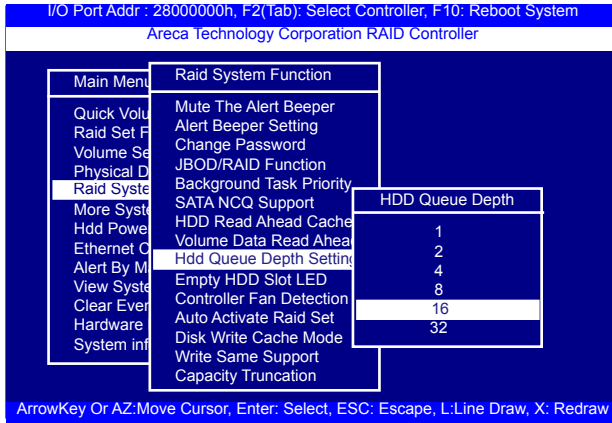 I/O Port Addr : 28000000h, F2(Tab): Select Controller, F10: Reboot System
Areca Technology Corporation RAID Controller
Main Menu
Quick Volu
Raid Set F
Volume Se
Physical D
Raid Syste
More Syste
Hdd Powe
Ethernet C
Alert By M
View Syste
Clear Even
Hardware
System inf
Raid System Function
Mute The Alert Beeper
Alert Beeper Setting
Change Password
JBOD/RAID Function
Background Task Priority
SATA NCQ Support
HDD Read Ahead Cache
Volume Data Read Ahea
Hdd Queue Depth Setting
Empty HDD Slot LED
Controller Fan Detection
Auto Activate Raid Set
Disk Write Cache Mode
Write Same Support
Capacity Truncation
HDD Queue Depth
1
2
4
8
16
32
ArrowKey Or AZ:Move Cursor, Enter: Select, ESC: Escape, L:Line Draw, X: Redraw